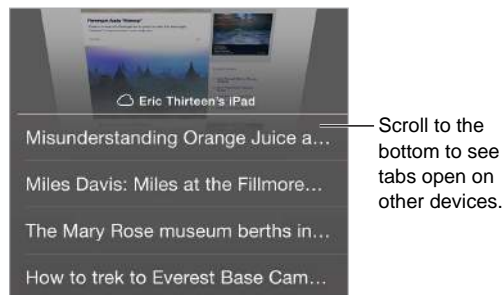 Eric Thirteen's iPad
Misunderstanding Orange Juice a...
Miles Davis: Miles at the Fillmore...
The Mary Rose museum berths in...
How to trek to Everest Base Cam...
Scroll to the
bottom to see
tabs open on
other devices.